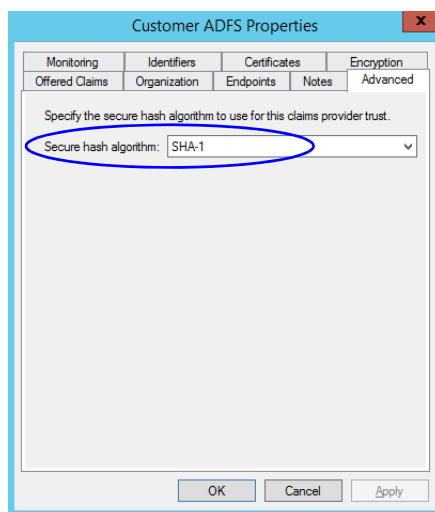 Customer ADFS Properties
x
Monitoring Identifiers Certificates Encryption
Offered Claims Organization Endpoints Notes Advanced
Specify the secure hash algorithm to use for this claims provider trust.
Secure hash algorithm: SHA-1
OK Cancel Apply